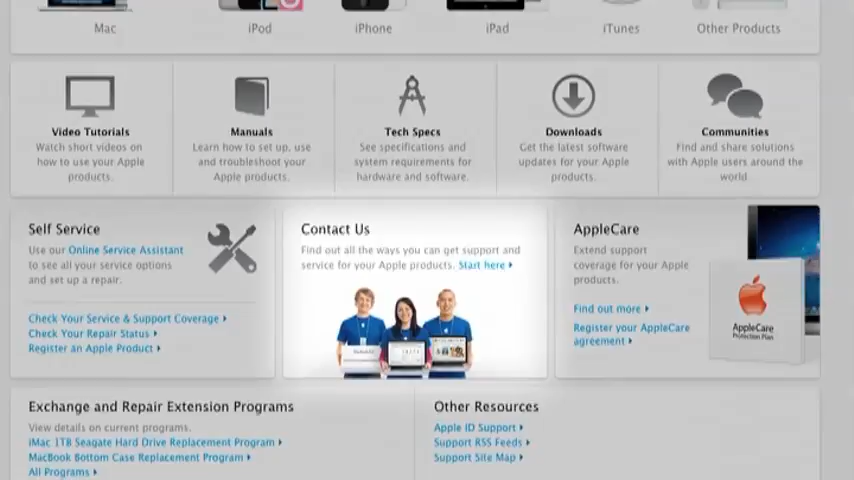 Mac
iPod
iPhone
iPad
iTunes
Other Products
Video Tutorials
Watch short videos on
how to use your Apple
products.
Manuals
Learn how to set up, use
and troubleshoot your
Apple products.
Tech Specs
See specifications and
system requirements for
hardware and software.
Downloads
Get the latest software
updates for your Apple
products.
Communities
Find and share solutions
with Apple users around the
world.
Self Service
Use our Online Service Assistant
to see all your service options
and set up a repair.
Check Your Service & Support Coverage
Check Your Repair Status
Register an Apple Product
Contact Us
Find out all the ways you can get support and
service for your Apple products. Start here
AppleCare
Extend support
coverage for your Apple
products.
Find out more
Register your AppleCare
agreement
AppleCare
Protection Plan
Exchange and Repair Extension Programs
View details on current programs.
iMac 1TB Seagate Hard Drive Replacement Program
MacBook Bottom Case Replacement Program
All Programs
Other Resources
Apple ID Support
Support RSS Feeds
Support Site Map